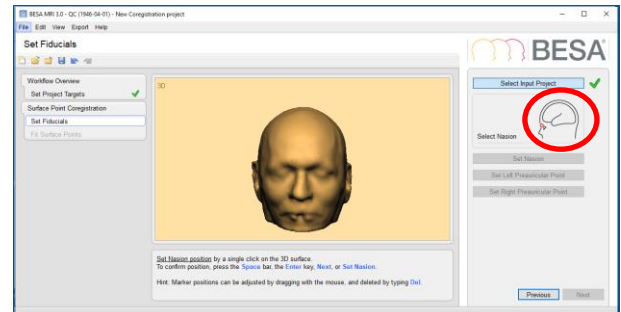 BESA MRI 3.0 - QC (1946-04-01) - New Coregistration project
File Edit View Export Help
Set Fiducials
BESA
Workflow Overview
Set Project Targets
Surface Point Coregistration
Set Fiducials
Fit Surface Points
3D
Set Nasion position by a single click on the 3D surface.
To confirm position, press the Space bar, the Enter key, Next, or Set Nasion.
Hint: Marker positions can be adjusted by dragging with the mouse, and deleted by typing Del.
Select Input Project
Select Nasion
Set Nasion
Set Left Preauricular Point
Set Right Preauricular Point
Previous Next